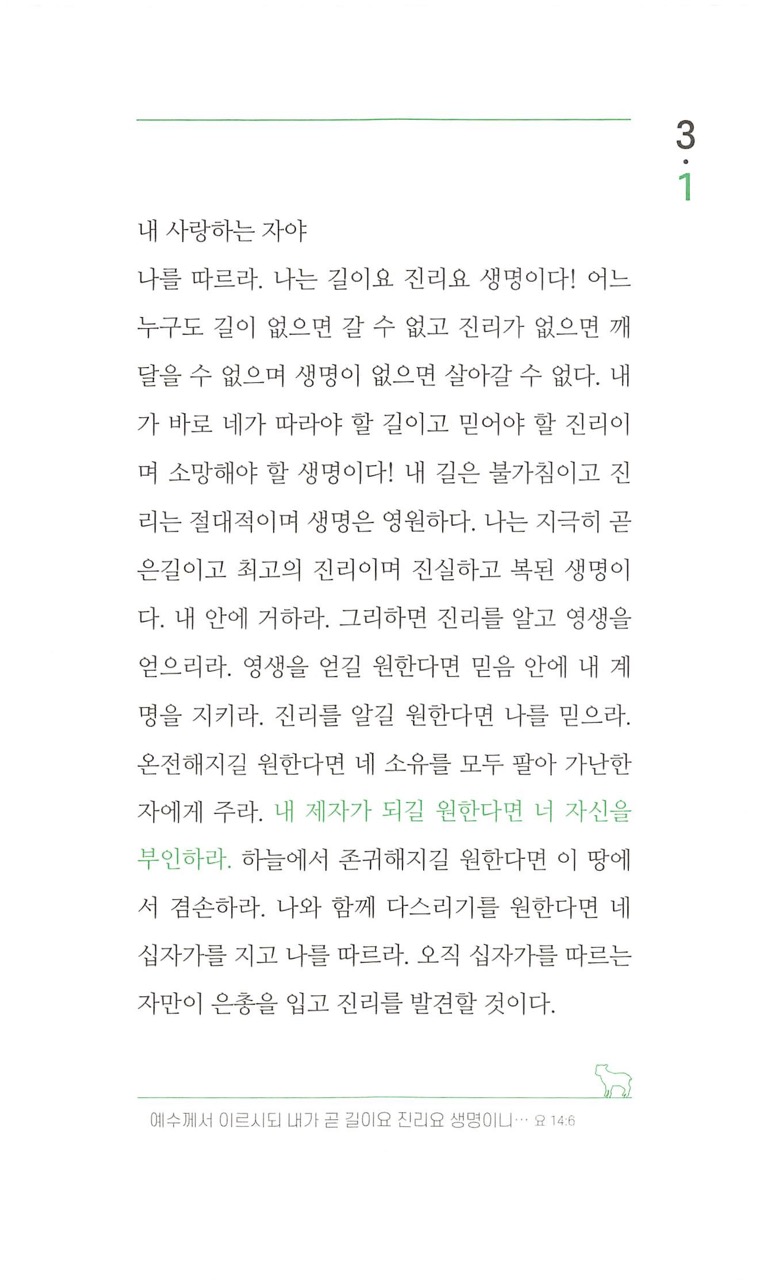 3
·
1
내 사랑하는 자야
나를 따르라. 나는 길이요 진리요 생명이다! 어느
누구도 길이 없으면 갈 수 없고 진리가 없으면 깨
달을 수 없으며 생명이 없으면 살아갈 수 없다. 내
가 바로 네가 따라야 할 길이고 믿어야 할 진리이
며 소망해야 할 생명이다! 내 길은 불가침이고 진
리는 절대적이며 생명은 영원하다. 나는 지극히 곧
은길이고 최고의 진리이며 진실하고 복된 생명이
다. 내 안에 거하라. 그리하면 진리를 알고 영생을
얻으리라. 영생을 얻길 원한다면 믿음 안에 내 계
명을 지키라. 진리를 알길 원한다면 나를 믿으라.
온전해지길 원한다면 네 소유를 모두 팔아 가난한
자에게 주라. 내 제자가 되길 원한다면 너 자신을
부인하라. 하늘에서 존귀해지길 원한다면 이 땅에
서 겸손하라. 나와 함께 다스리기를 원한다면 네
십자가를 지고 나를 따르라. 오직 십자가를 따르는
자만이 은총을 입고 진리를 발견할 것이다.
예수께서 이르시되 내가 곧 길이요 진리요 생명이니… 요 14:6